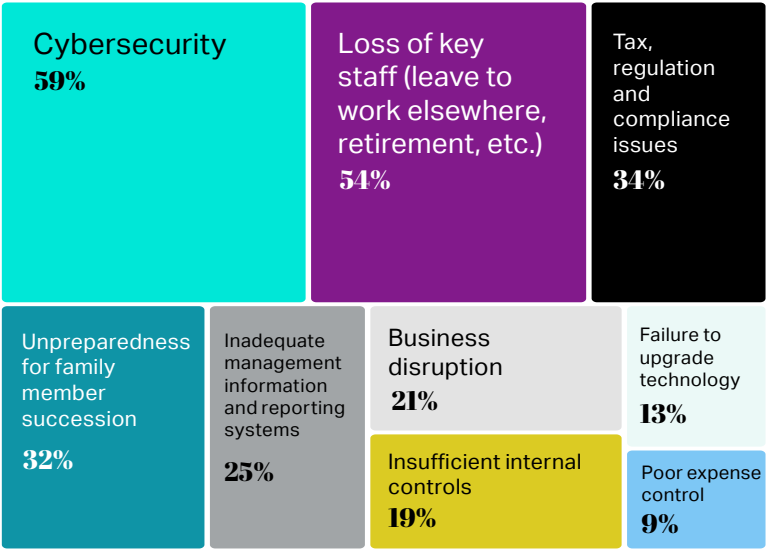 Cybersecurity
59%
Loss of key
staff (leave to
work elsewhere,
retirement, etc.)
54%
Tax,
regulation
and
compliance
issues
34%
Unpreparedness
for family
member
succession
32%
Inadequate
management
information
and reporting
systems
25%
Business
disruption
21%
Insufficient internal
controls
19%
Failure to
upgrade
technology
13%
Poor expense
control
9%